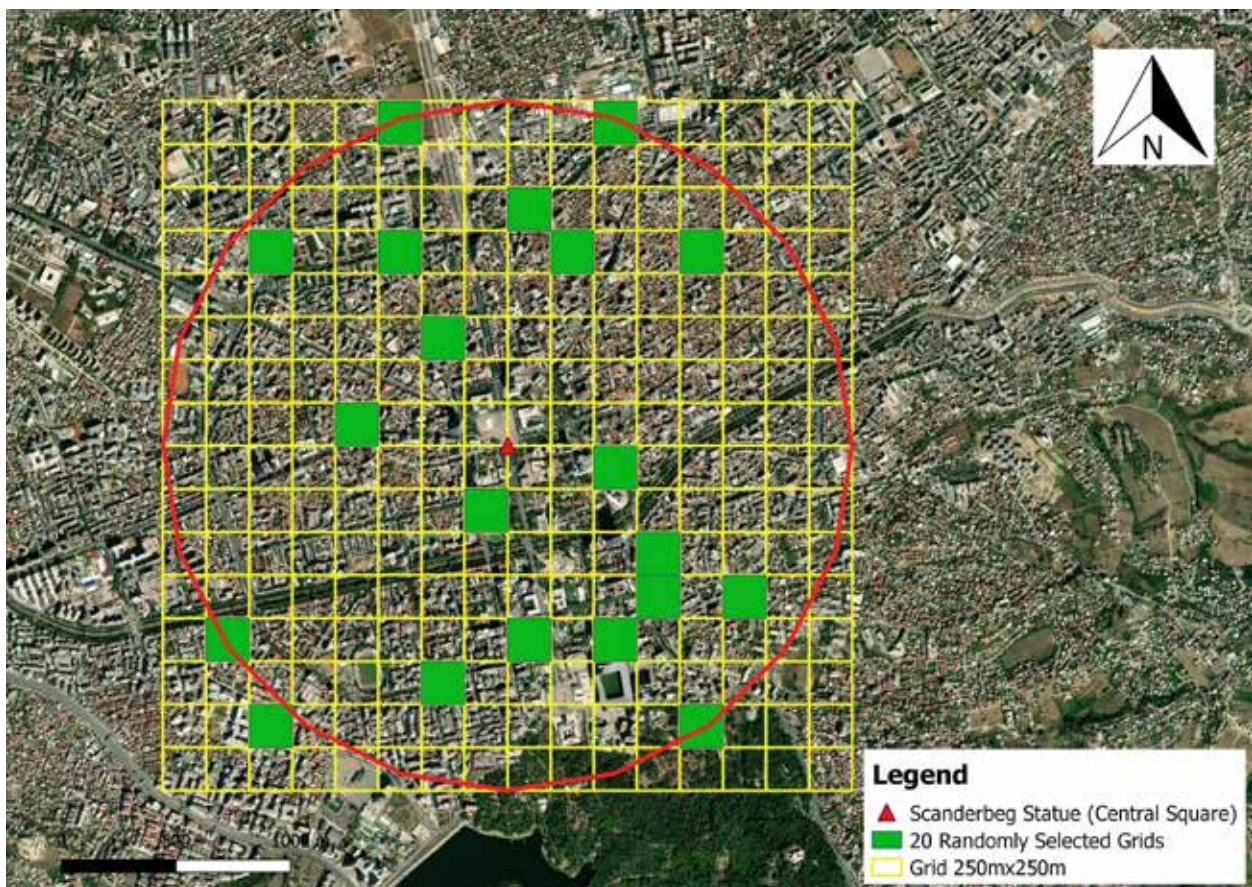 N
Legend
Scanderbeg Statue (Central Square)
20 Randomly Selected Grids
Grid 250mx250m